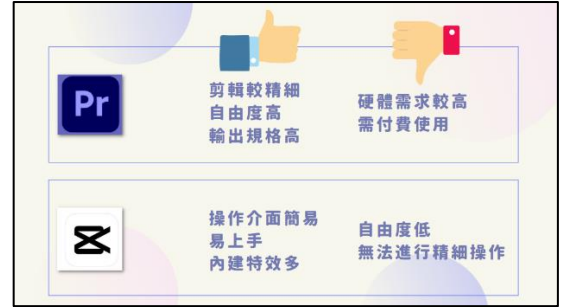 Pr
剪輯較精細
自由度高
輸出規格高
硬體需求較高
需付費使用
操作介面簡易
易上手
內建特效多
自由度低
無法進行精細操作